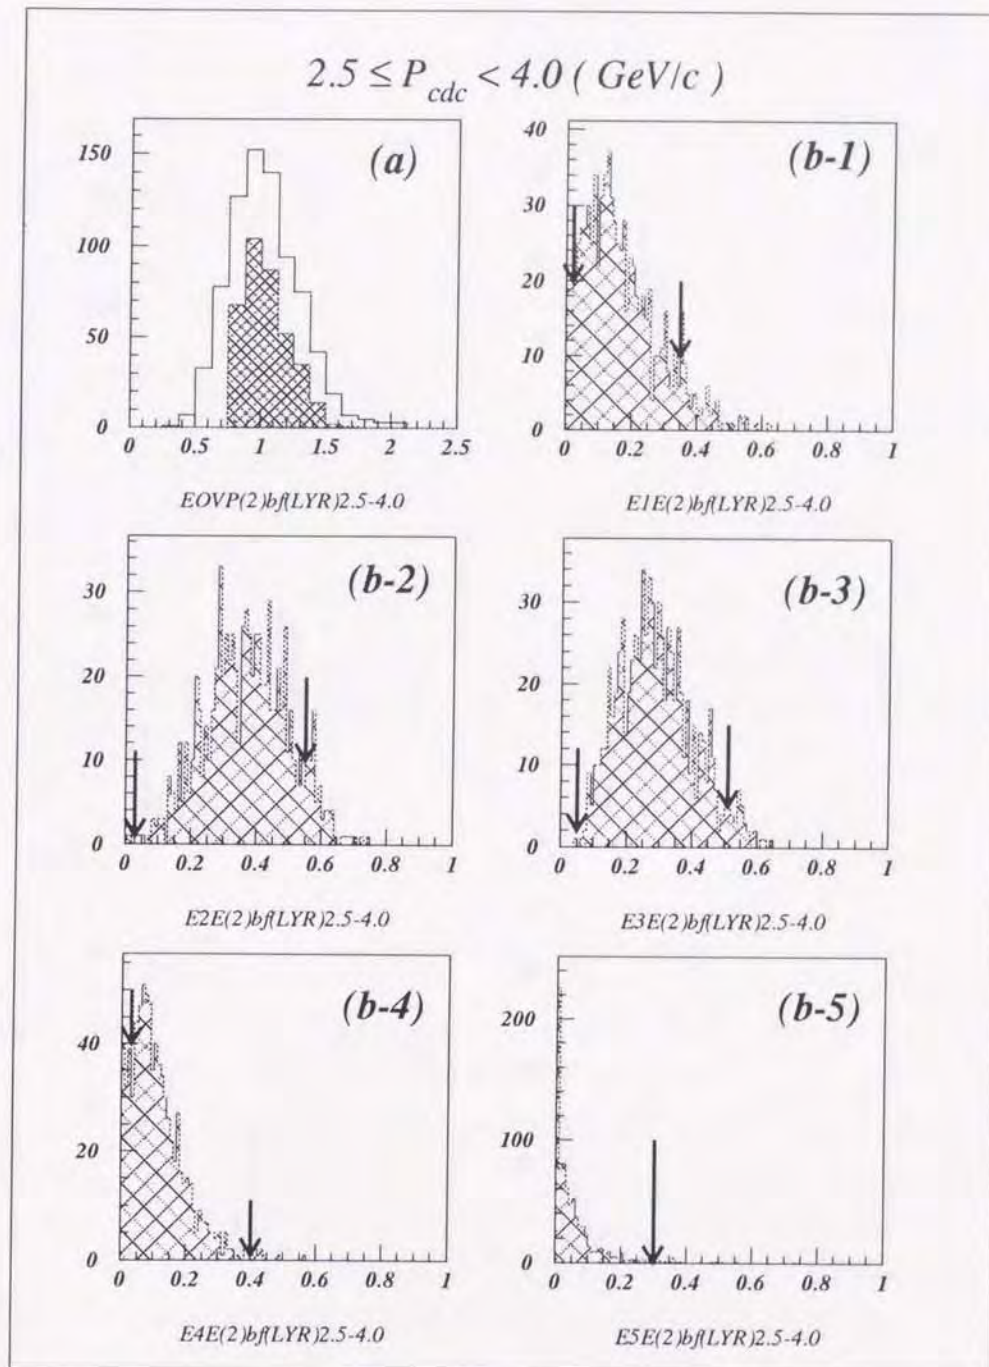 2.5 ≤ P_cdc < 4.0 ( GeV/c )
(a)
150
100
50
0
0 0.5 1 1.5 2 2.5
EOVP(2)bf(LYR)2.5-4.0
(b-1)
40
30
20
10
0
0 0.2 0.4 0.6 0.8 1
E1E(2)bf(LYR)2.5-4.0
(b-2)
30
20
10
0
0 0.2 0.4 0.6 0.8 1
E2E(2)bf(LYR)2.5-4.0
(b-3)
30
20
10
0
0 0.2 0.4 0.6 0.8 1
E3E(2)bf(LYR)2.5-4.0
(b-4)
40
20
0
0 0.2 0.4 0.6 0.8 1
E4E(2)bf(LYR)2.5-4.0
(b-5)
200
100
0
0 0.2 0.4 0.6 0.8 1
E5E(2)bf(LYR)2.5-4.0